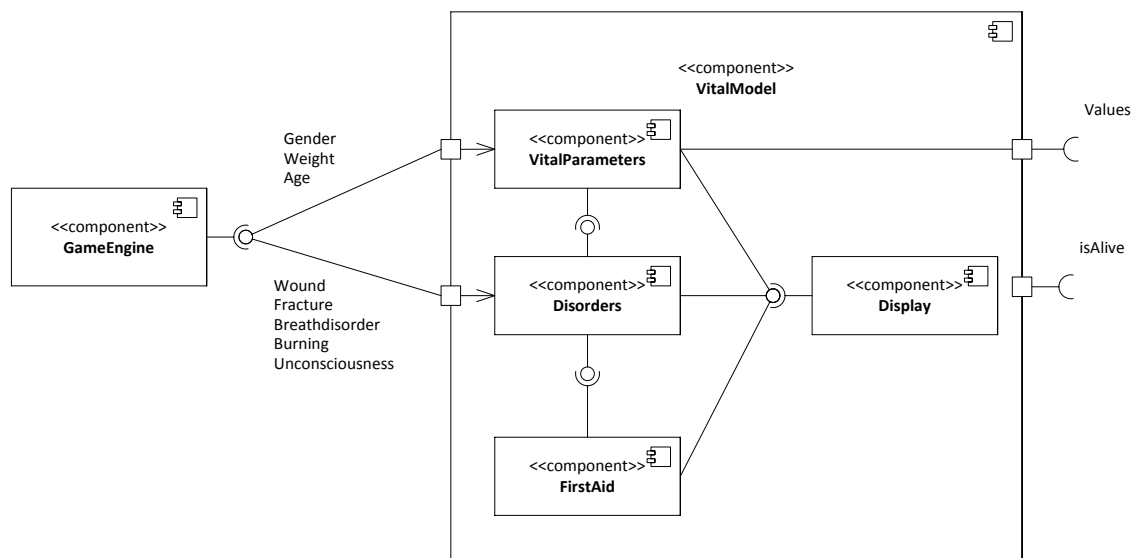 <<component>>
VitalModel
Values
Gender
Weight
Age
<<component>>
VitalParameters
<<component>>
GameEngine
isAlive
Wound
Fracture
Breathdisorder
Burning
Unconsciousness
<<component>>
Disorders
<<component>>
Display
<<component>>
FirstAid